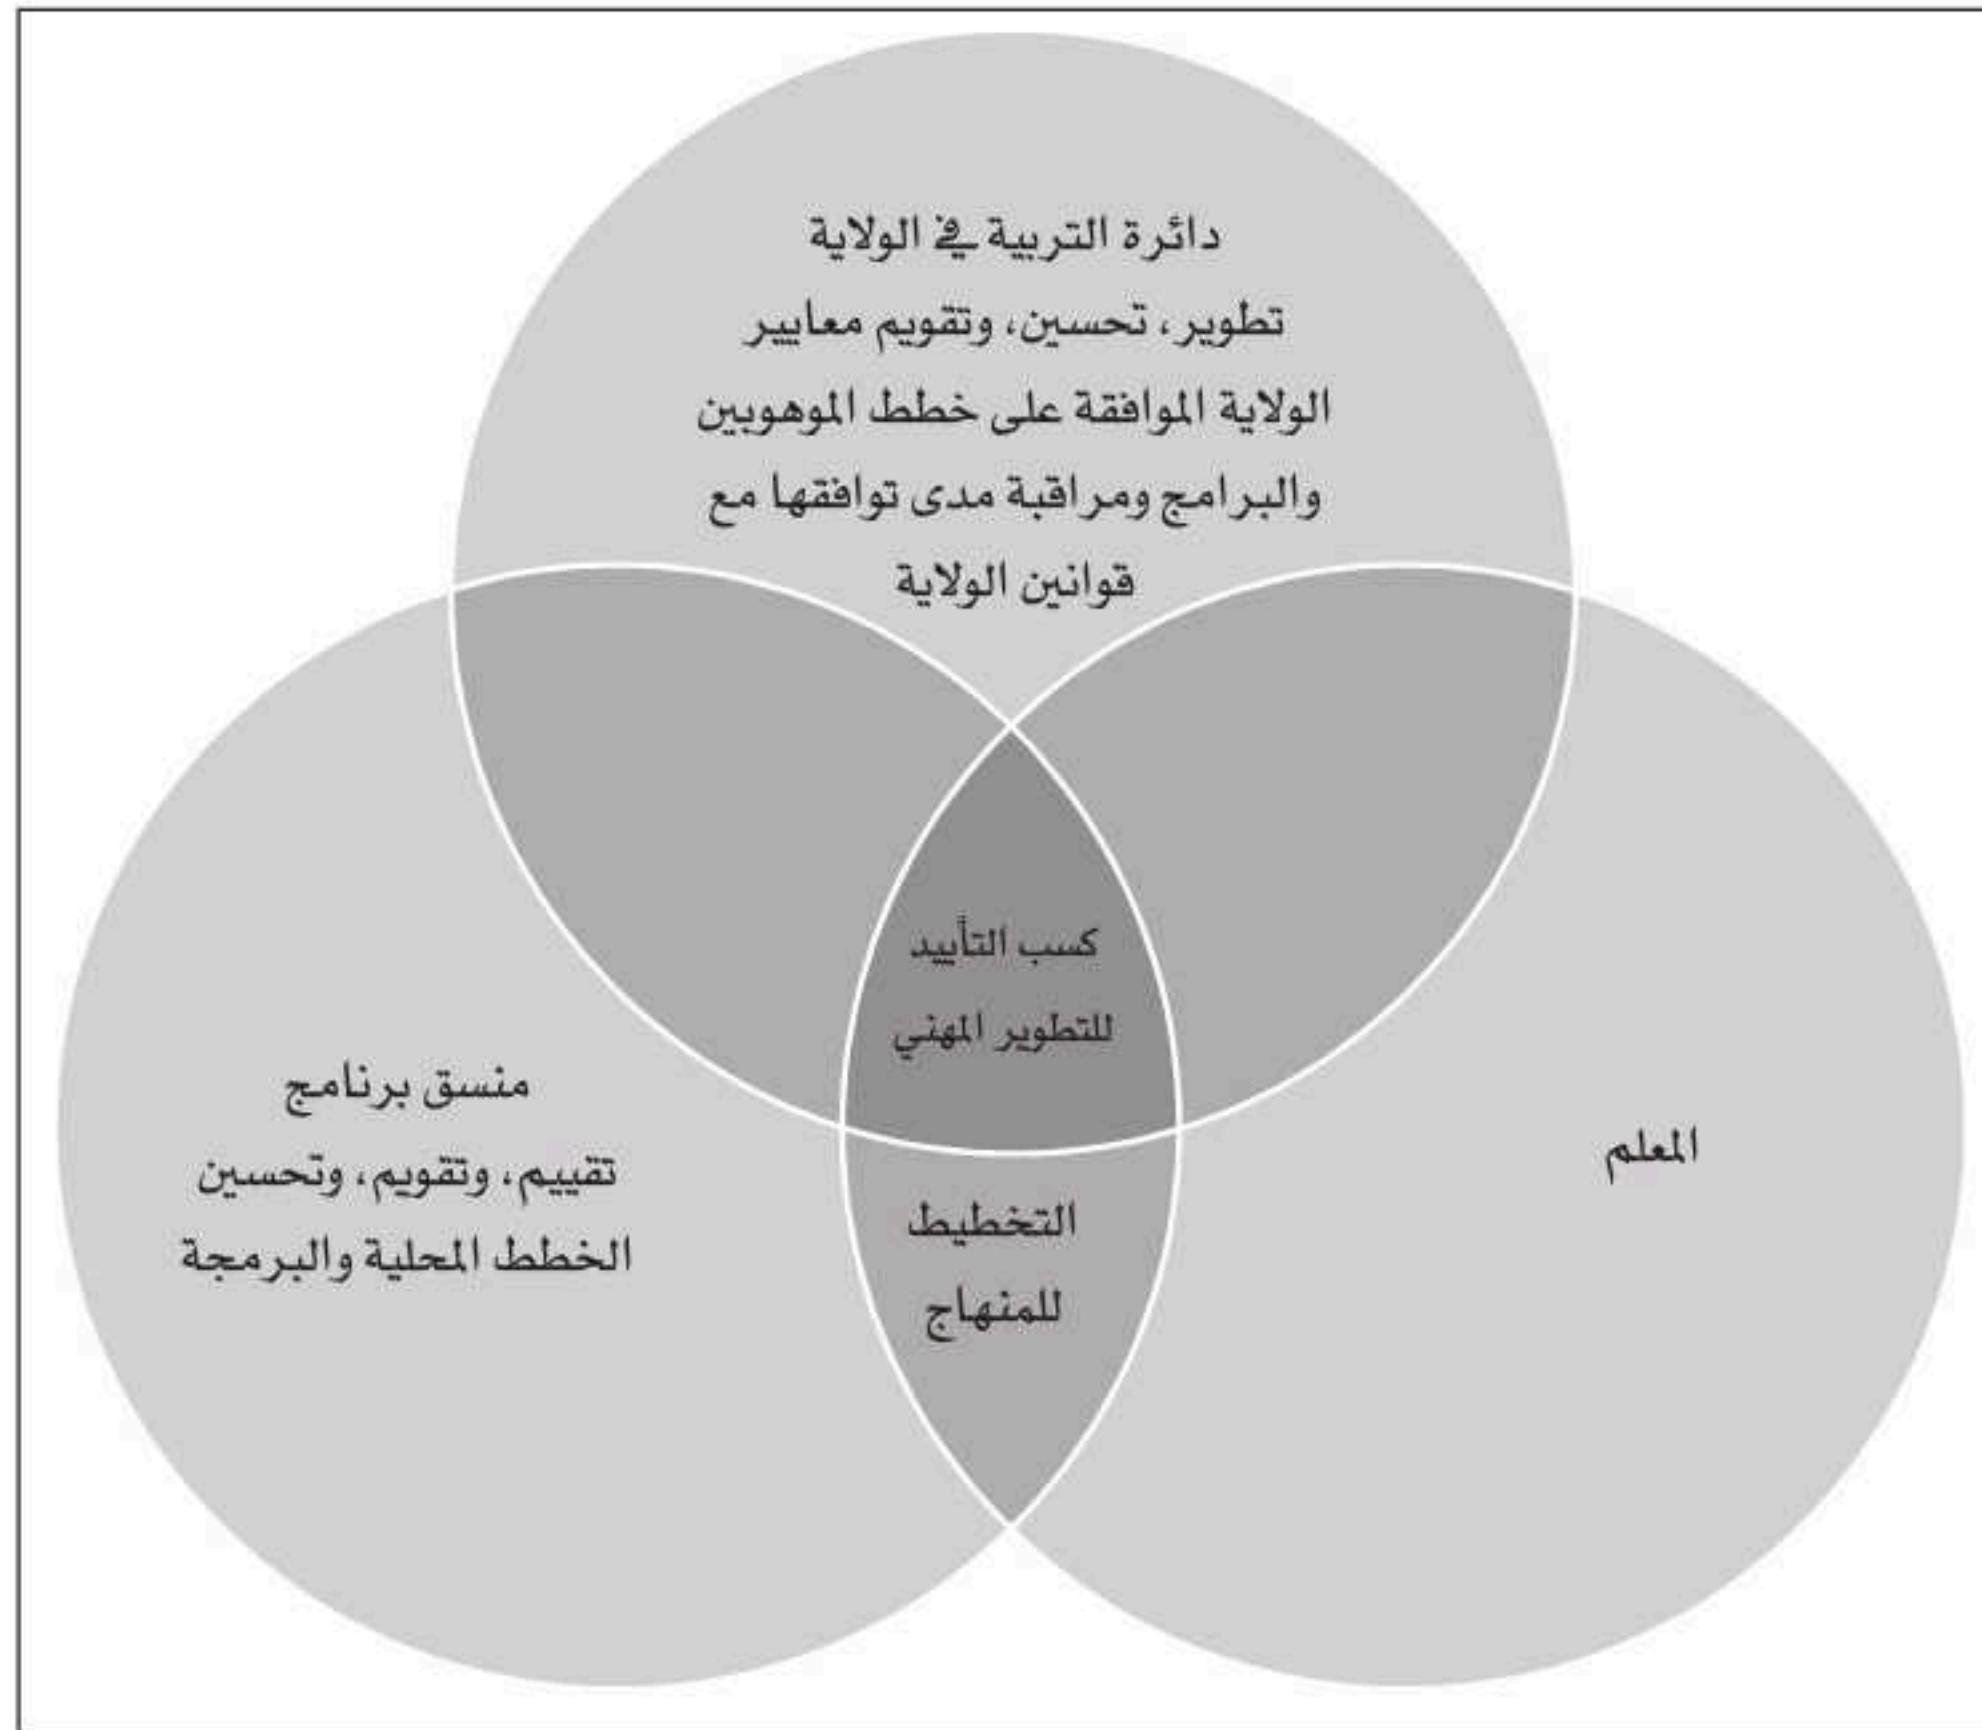 دائرة التربية في الولاية
تطوير، تحسين، وتقويم معايير
الولاية الموافقة على خطط الموهوبين
والبرامج ومراقبة مدى توافقها مع
قوانين الولاية
كسب التأييد
للتطوير المهني
منسق برنامج
تقييم، وتقويم، وتحسين
الخطط المحلية والبرمجة
المعلم
التخطيط
للمنهاج